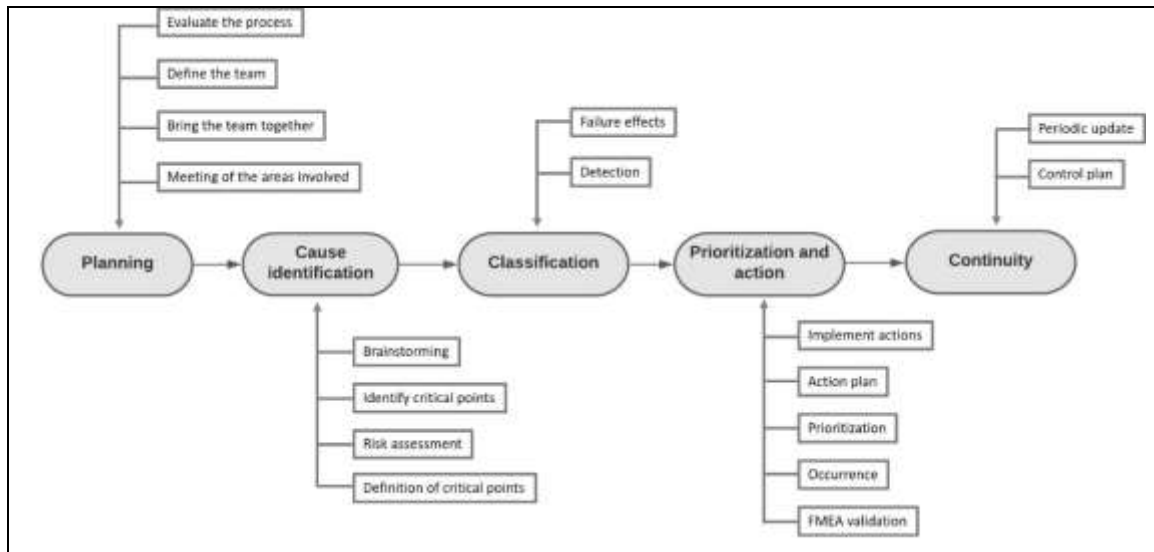 Evaluate the process
Define the team
Bring the team together
Meeting of the areas involved
Failure effects
Detection
Periodic update
Control plan
Planning
Cause
identification
Classification
Prioritization and
action
Continuity
Brainstorming
Identify critical points
Risk assessment
Definition of critical points
Implement actions
Action plan
Prioritization
Occurrence
FMEA validation